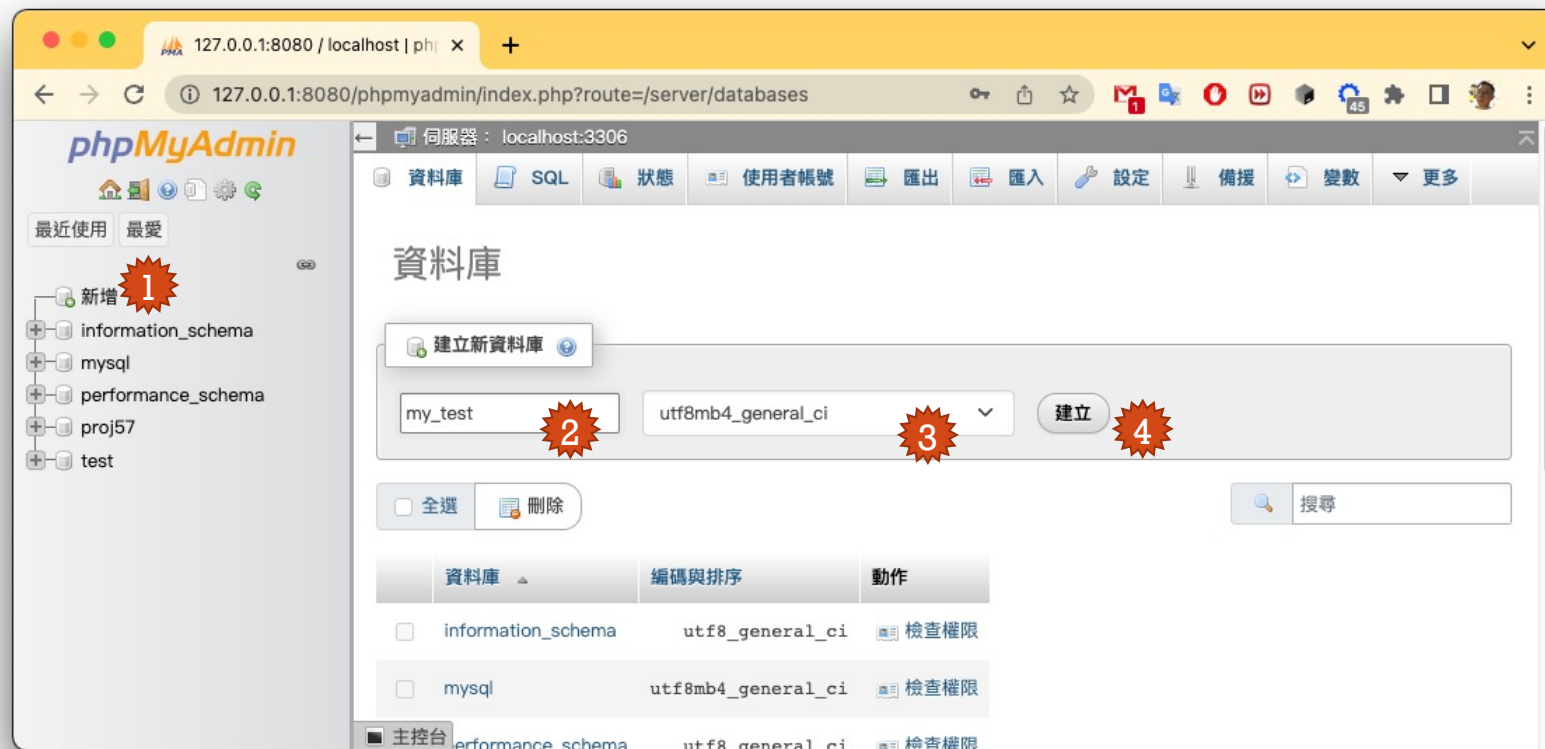 127.0.0.1:8080 / localhost | ph
127.0.0.1:8080/phpmyadmin/index.php?route=/server/databases
1
45
phpMyAdmin
最近使用 最愛
新增 1
information_schema
mysql
performance_schema
proj57
test
伺服器: localhost:3306
資料庫 SQL 狀態 使用者帳號 匯出 匯入 設定 備援 變數 更多
資料庫
建立新資料庫
my_test 2 utf8mb4_general_ci 3 建立 4
全選 刪除 搜尋
資料庫 編碼與排序 動作
information_schema utf8_general_ci 檢查權限
mysql utf8mb4_general_ci 檢查權限
performance_schema utf8_general_ci 檢查權限
主控台